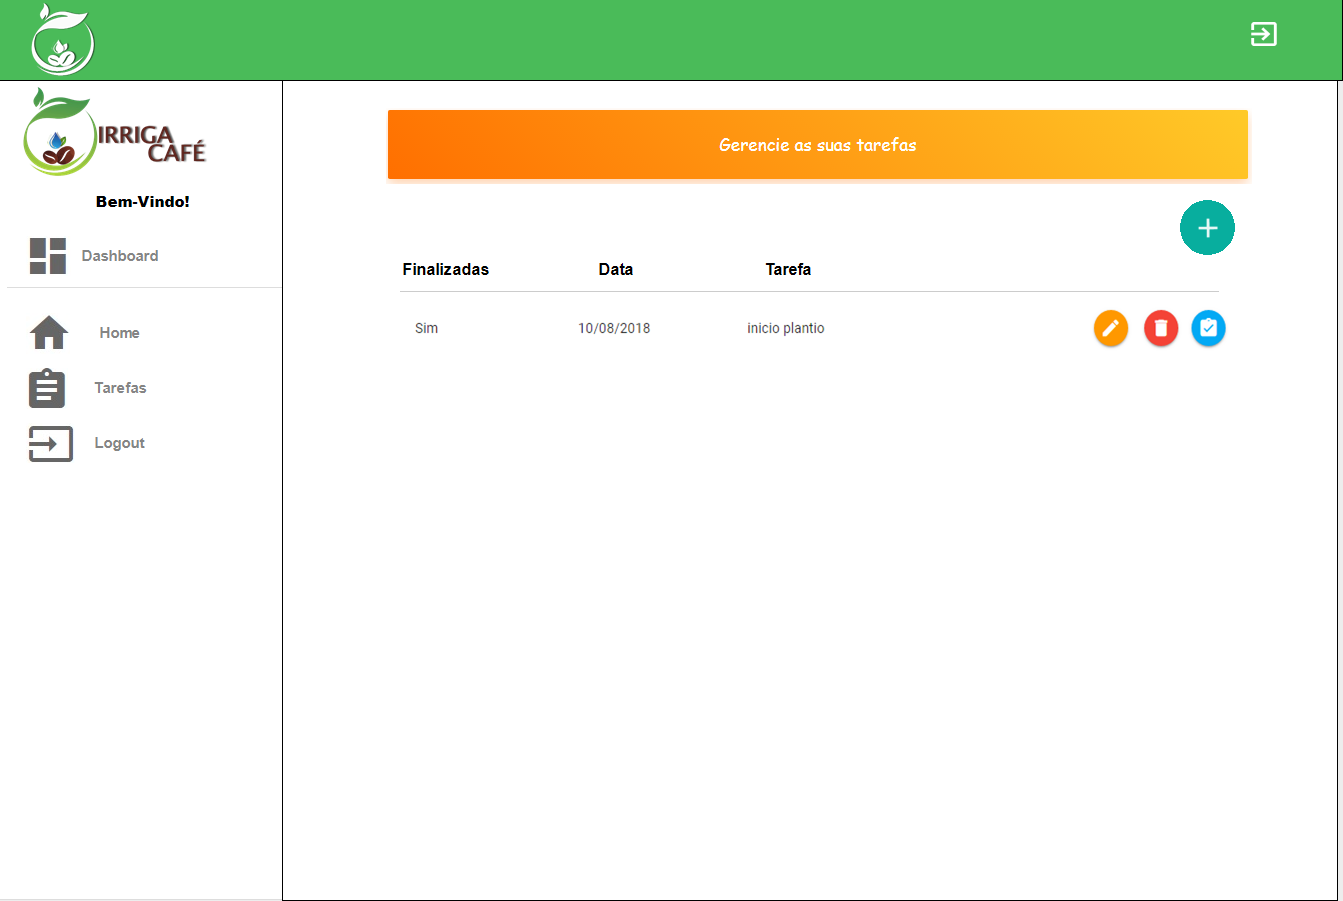 IRRIGA
CAFÉ
Bem-Vindo!
Dashboard
Home
Tarefas
Logout
Gerencie as suas tarefas
Finalizadas Data Tarefa
Sim 10/08/2018 inicio plantio